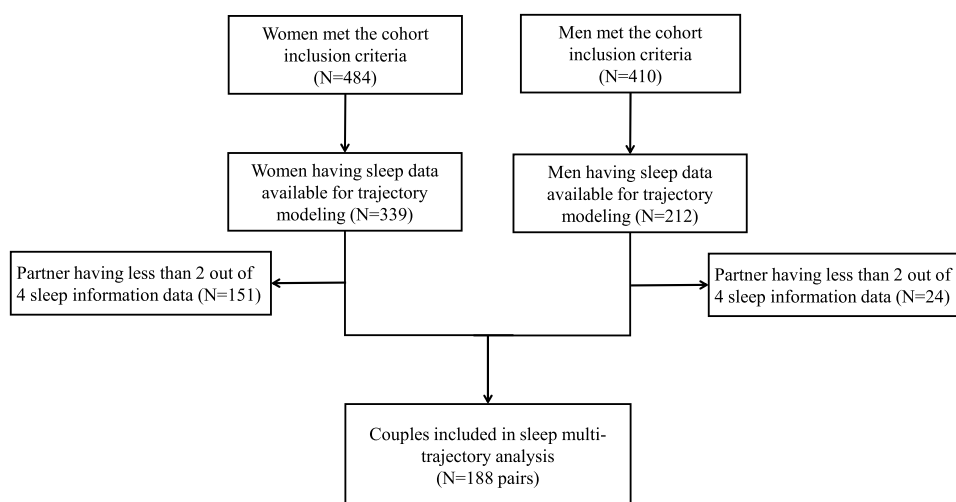 Women met the cohort
inclusion criteria
(N=484)
Men met the cohort
inclusion criteria
(N=410)
Women having sleep data
available for trajectory
modeling (N=339)
Men having sleep data
available for trajectory
modeling (N=212)
Partner having less than 2 out of
4 sleep information data (N=151)
Partner having less than 2 out of
4 sleep information data (N=24)
Couples included in sleep multi-
trajectory analysis
(N=188 pairs)